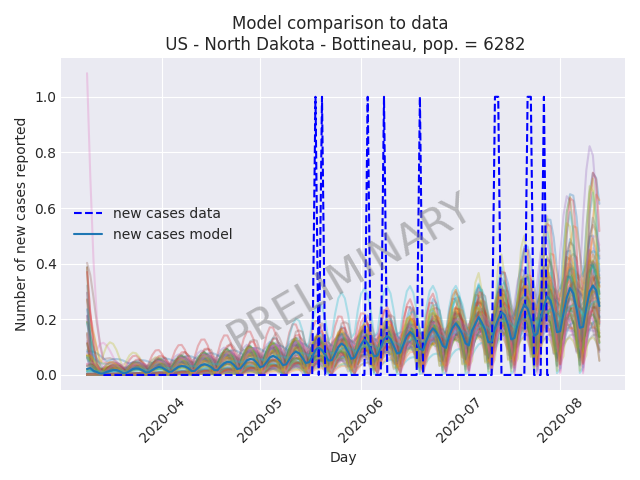 Model comparison to data
US - North Dakota - Bottineau, pop. = 6282
Number of new cases reported
1.0
0.8
0.6
0.4
0.2
0.0
new cases data
new cases model
PRELIMINARY
2020-04
2020-05
2020-06
2020-07
2020-08
Day